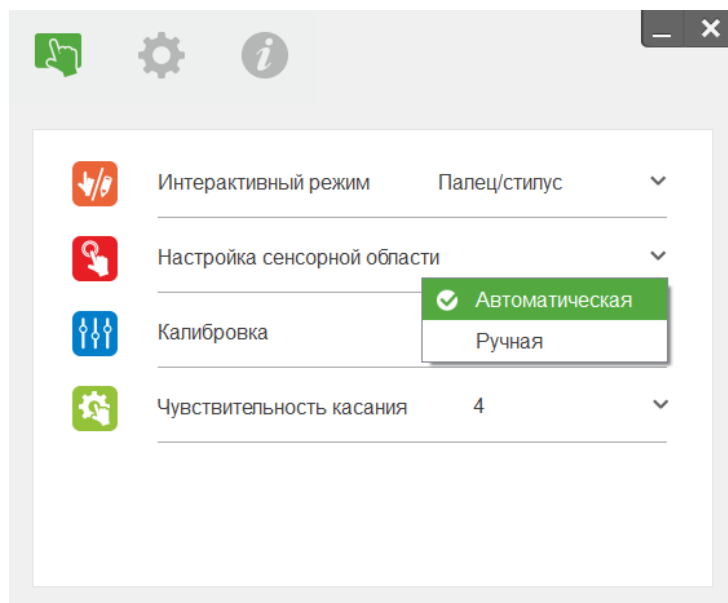 Интерактивный режим Палец/стилус
Настройка сенсорной области
Автоматическая
Калибровка
Ручная
Чувствительность касания 4